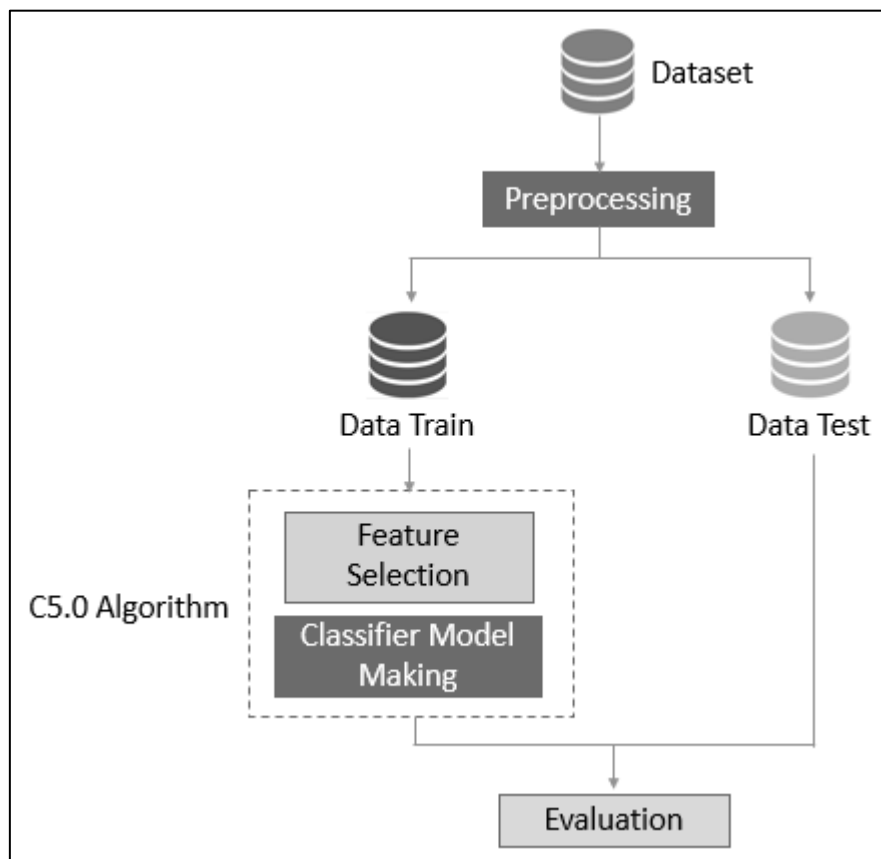 Dataset
Preprocessing
Data Train
Data Test
Feature
Selection
C5.0 Algorithm
Classifier Model
Making
Evaluation